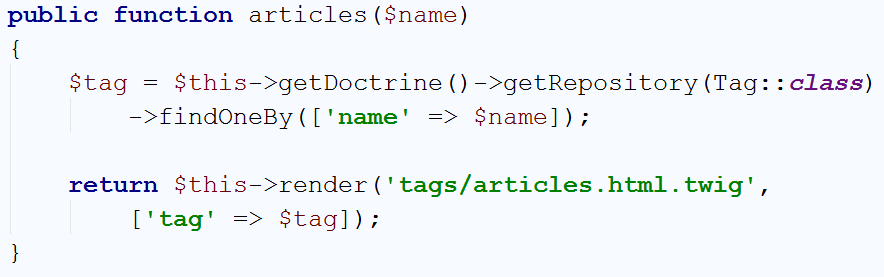 public function articles($name)
{
    $tag = $this->getDoctrine()->getRepository(Tag::class)
        ->findOneBy(['name' => $name]);

    return $this->render('tags/articles.html.twig',
        ['tag' => $tag]);
}